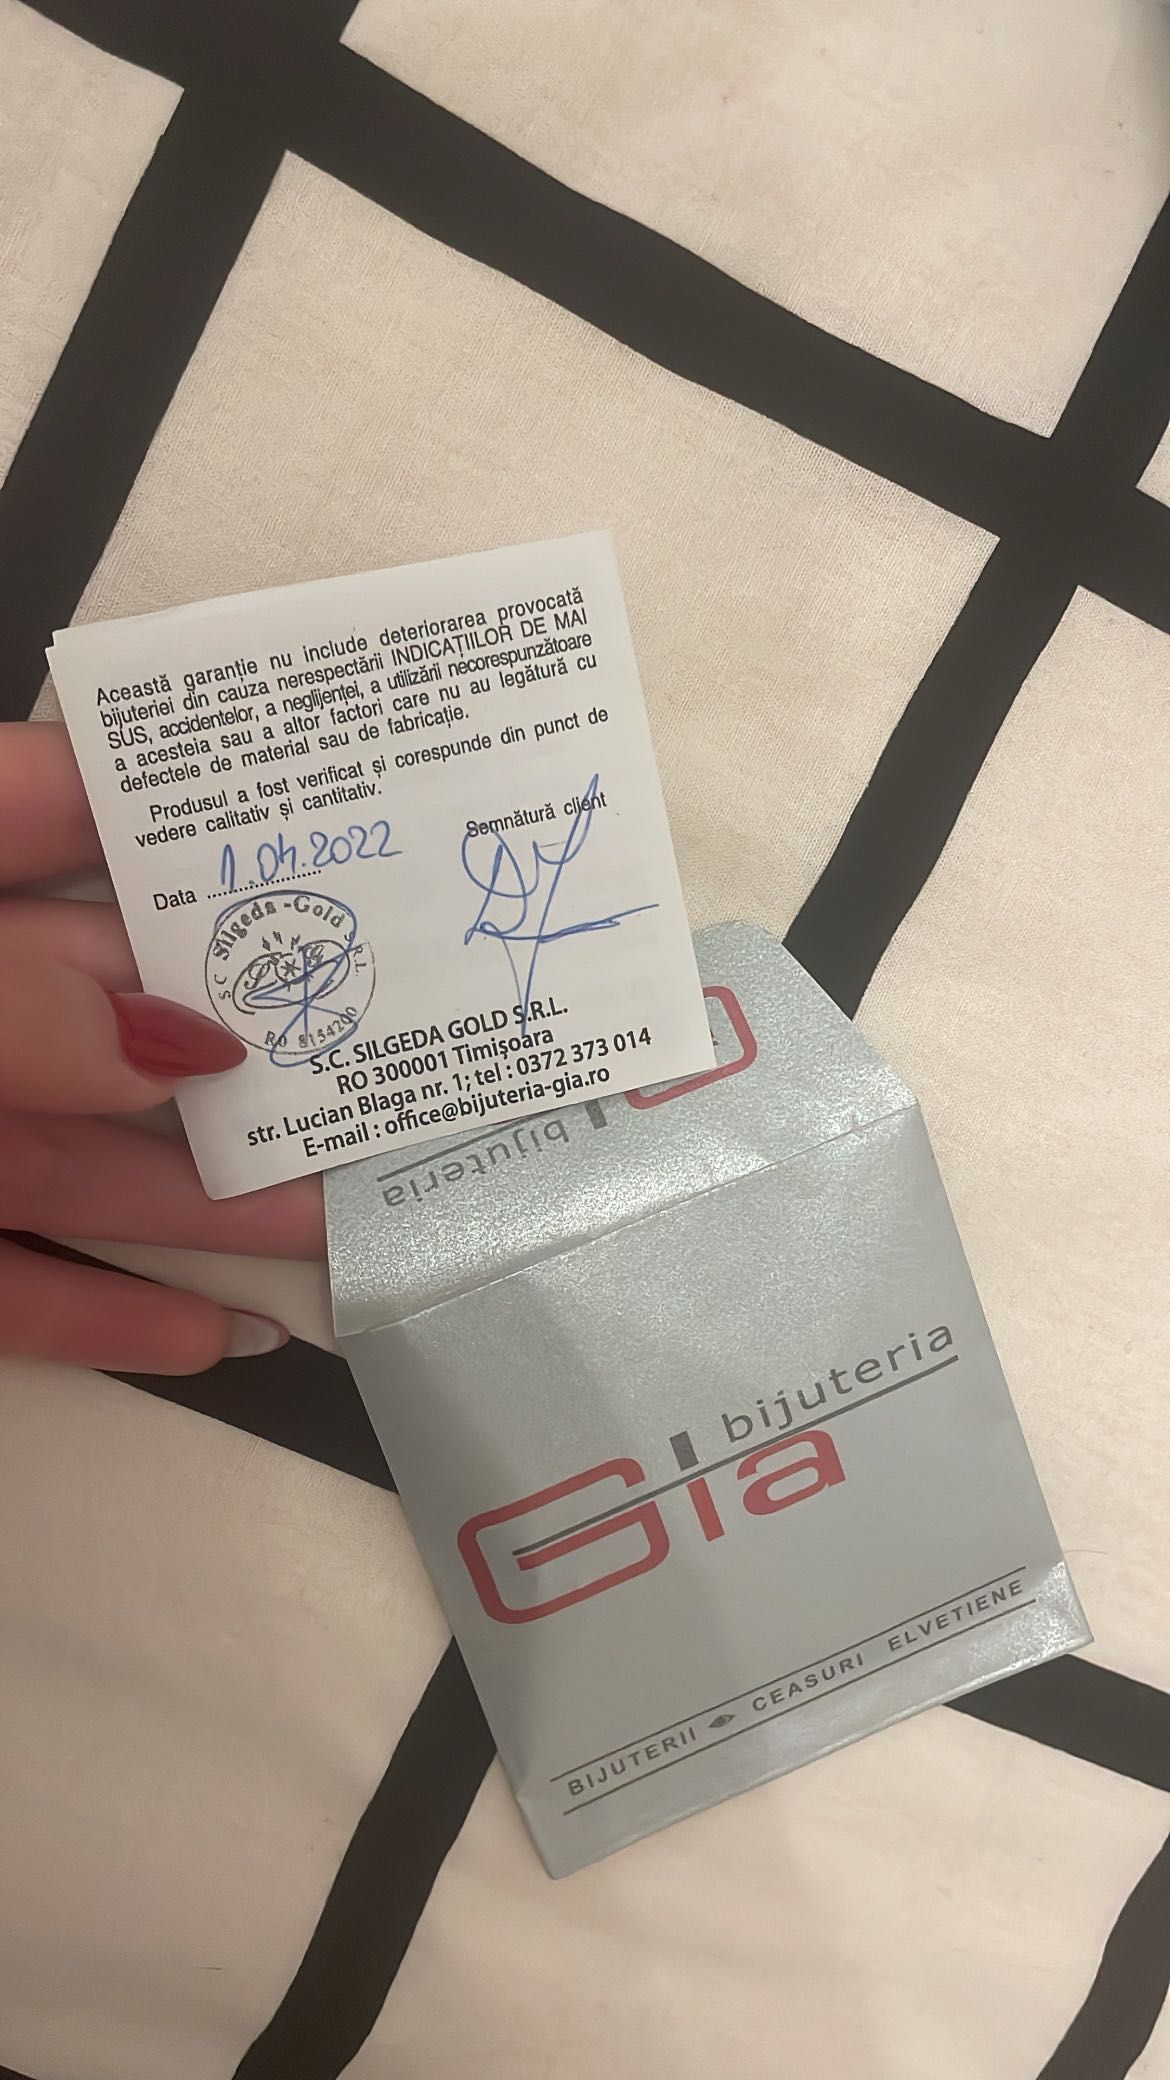 Această garanție nu include deteriorarea provocată
bijuteriei din cauza nerespectării INDICAȚIILOR DE MAI
SUS, accidentelor, a neglijenței, a utilizării necorespunzătoare
a acesteia sau a altor factori care nu au legătură cu
defectele de material sau de fabricație.
Produsul a fost verificat și corespunde din punct de
vedere calitativ și cantitativ.
Data 1.04.2022
Semnătură client
S C Silgeda-Gold S.R.L.
RO 8154200
S.C. SILGEDA GOLD S.R.L.
RO 300001 Timișoara
str. Lucian Blaga nr. 1; tel : 0372 373 014
E-mail : office@bijuteria-gia.ro
bijuteria
bijuteria
Gia
BIJUTERII CEASURI ELVETIENE